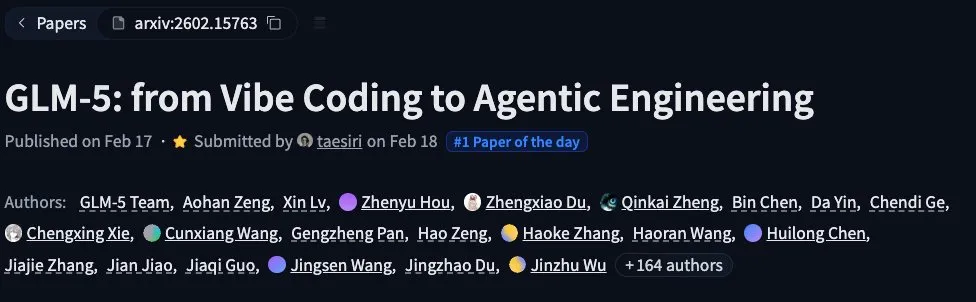 Papers arxiv:2602.15763
GLM-5: from Vibe Coding to Agentic Engineering
Published on Feb 17 · Submitted by taesiri on Feb 18 #1 Paper of the day
Authors: GLM-5 Team, Aohan Zeng, Xin Lv, Zhenyu Hou, Zhengxiao Du, Qinkai Zheng, Bin Chen, Da Yin, Chendi Ge,
Chengxing Xie, Cunxiang Wang, Gengzheng Pan, Hao Zeng, Haoke Zhang, Haoran Wang, Huilong Chen,
Jiajie Zhang, Jian Jiao, Jiaqi Guo, Jingsen Wang, Jingzhao Du, Jinzhu Wu +164 authors